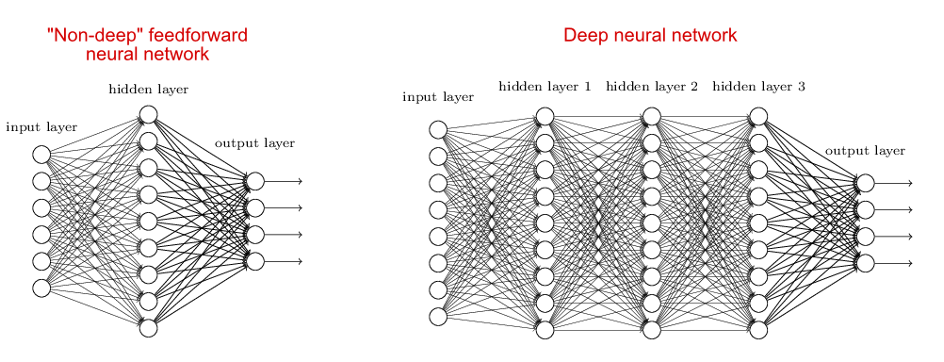 "Non-deep" feedforward
neural network
hidden layer
input layer
output layer
Deep neural network
hidden layer 1 hidden layer 2 hidden layer 3
input layer
output layer